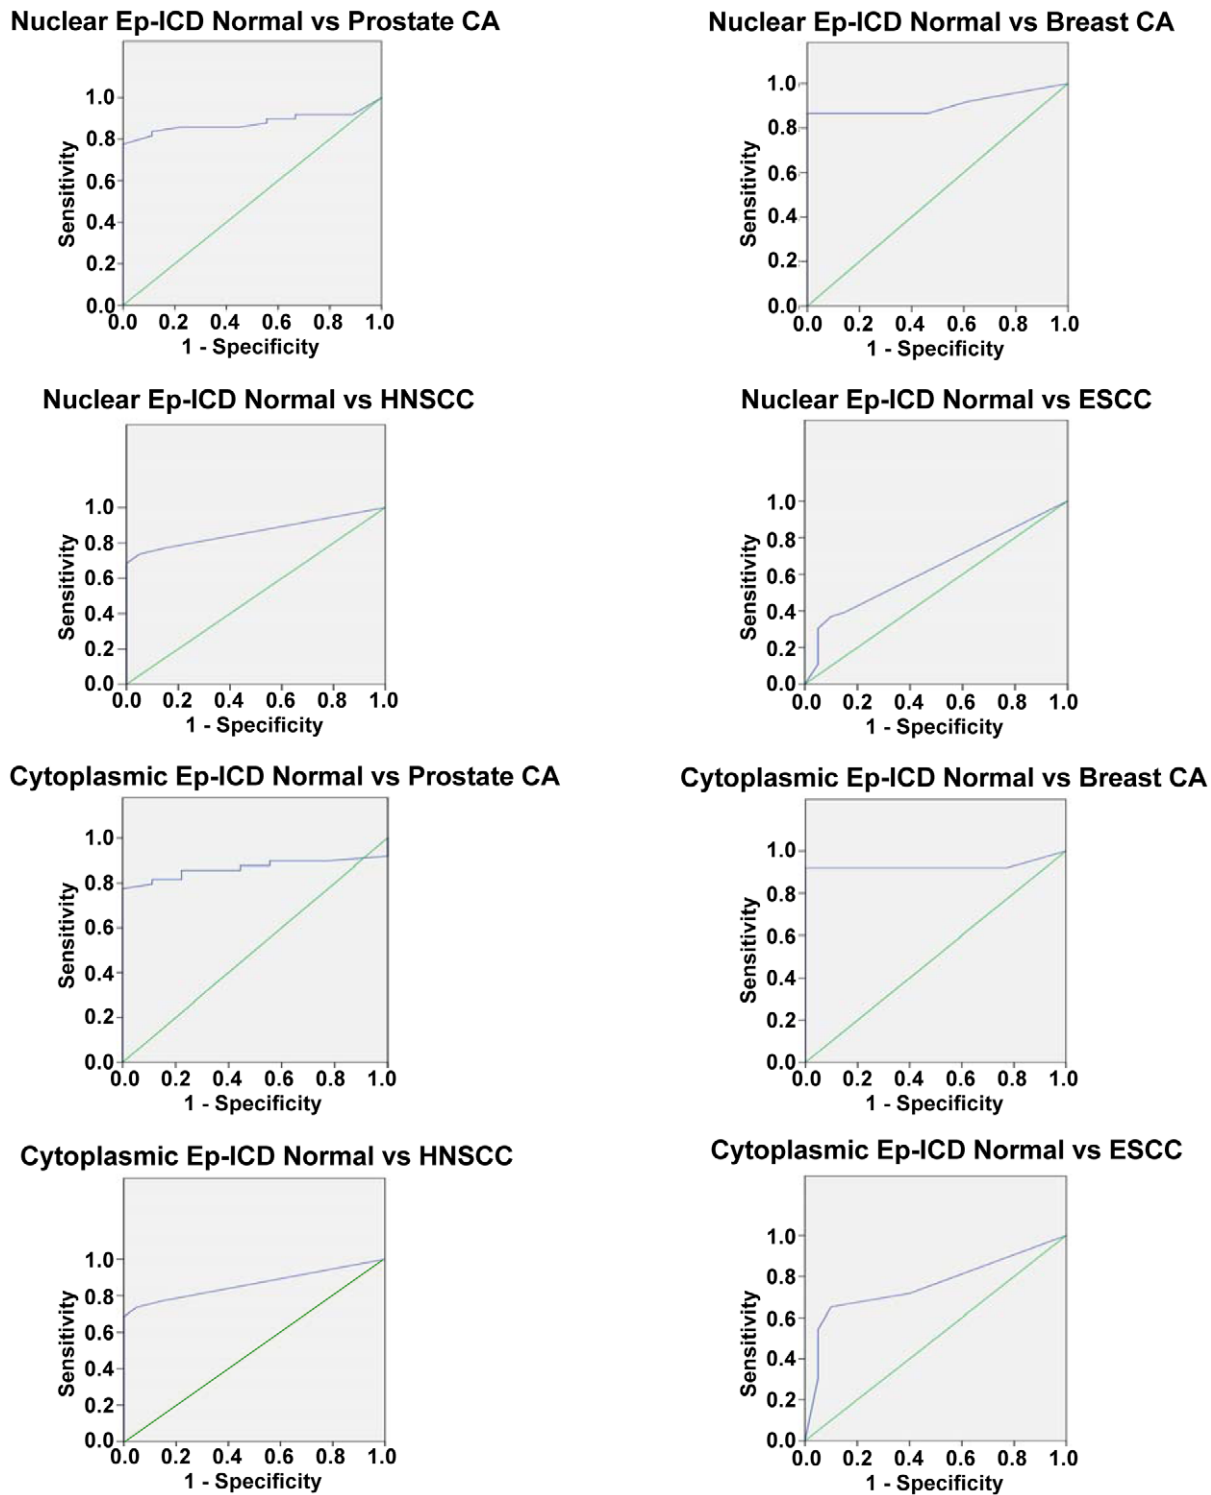 Nuclear Ep-ICD Normal vs Prostate CA
1.0
0.8
0.6
0.4
0.2
0.0
Sensitivity
0.0 0.2 0.4 0.6 0.8 1.0
1 - Specificity
Nuclear Ep-ICD Normal vs Breast CA
1.0
0.8
0.6
0.4
0.2
0.0
Sensitivity
0.0 0.2 0.4 0.6 0.8 1.0
1 - Specificity
Nuclear Ep-ICD Normal vs HNSCC
1.0
0.8
0.6
0.4
0.2
0.0
Sensitivity
0.0 0.2 0.4 0.6 0.8 1.0
1 - Specificity
Nuclear Ep-ICD Normal vs ESCC
1.0
0.8
0.6
0.4
0.2
0.0
Sensitivity
0.0 0.2 0.4 0.6 0.8 1.0
1 - Specificity
Cytoplasmic Ep-ICD Normal vs Prostate CA
1.0
0.8
0.6
0.4
0.2
0.0
Sensitivity
0.0 0.2 0.4 0.6 0.8 1.0
1 - Specificity
Cytoplasmic Ep-ICD Normal vs Breast CA
1.0
0.8
0.6
0.4
0.2
0.0
Sensitivity
0.0 0.2 0.4 0.6 0.8 1.0
1 - Specificity
Cytoplasmic Ep-ICD Normal vs HNSCC
1.0
0.8
0.6
0.4
0.2
0.0
Sensitivity
0.0 0.2 0.4 0.6 0.8 1.0
1 - Specificity
Cytoplasmic Ep-ICD Normal vs ESCC
1.0
0.8
0.6
0.4
0.2
0.0
Sensitivity
0.0 0.2 0.4 0.6 0.8 1.0
1 - Specificity